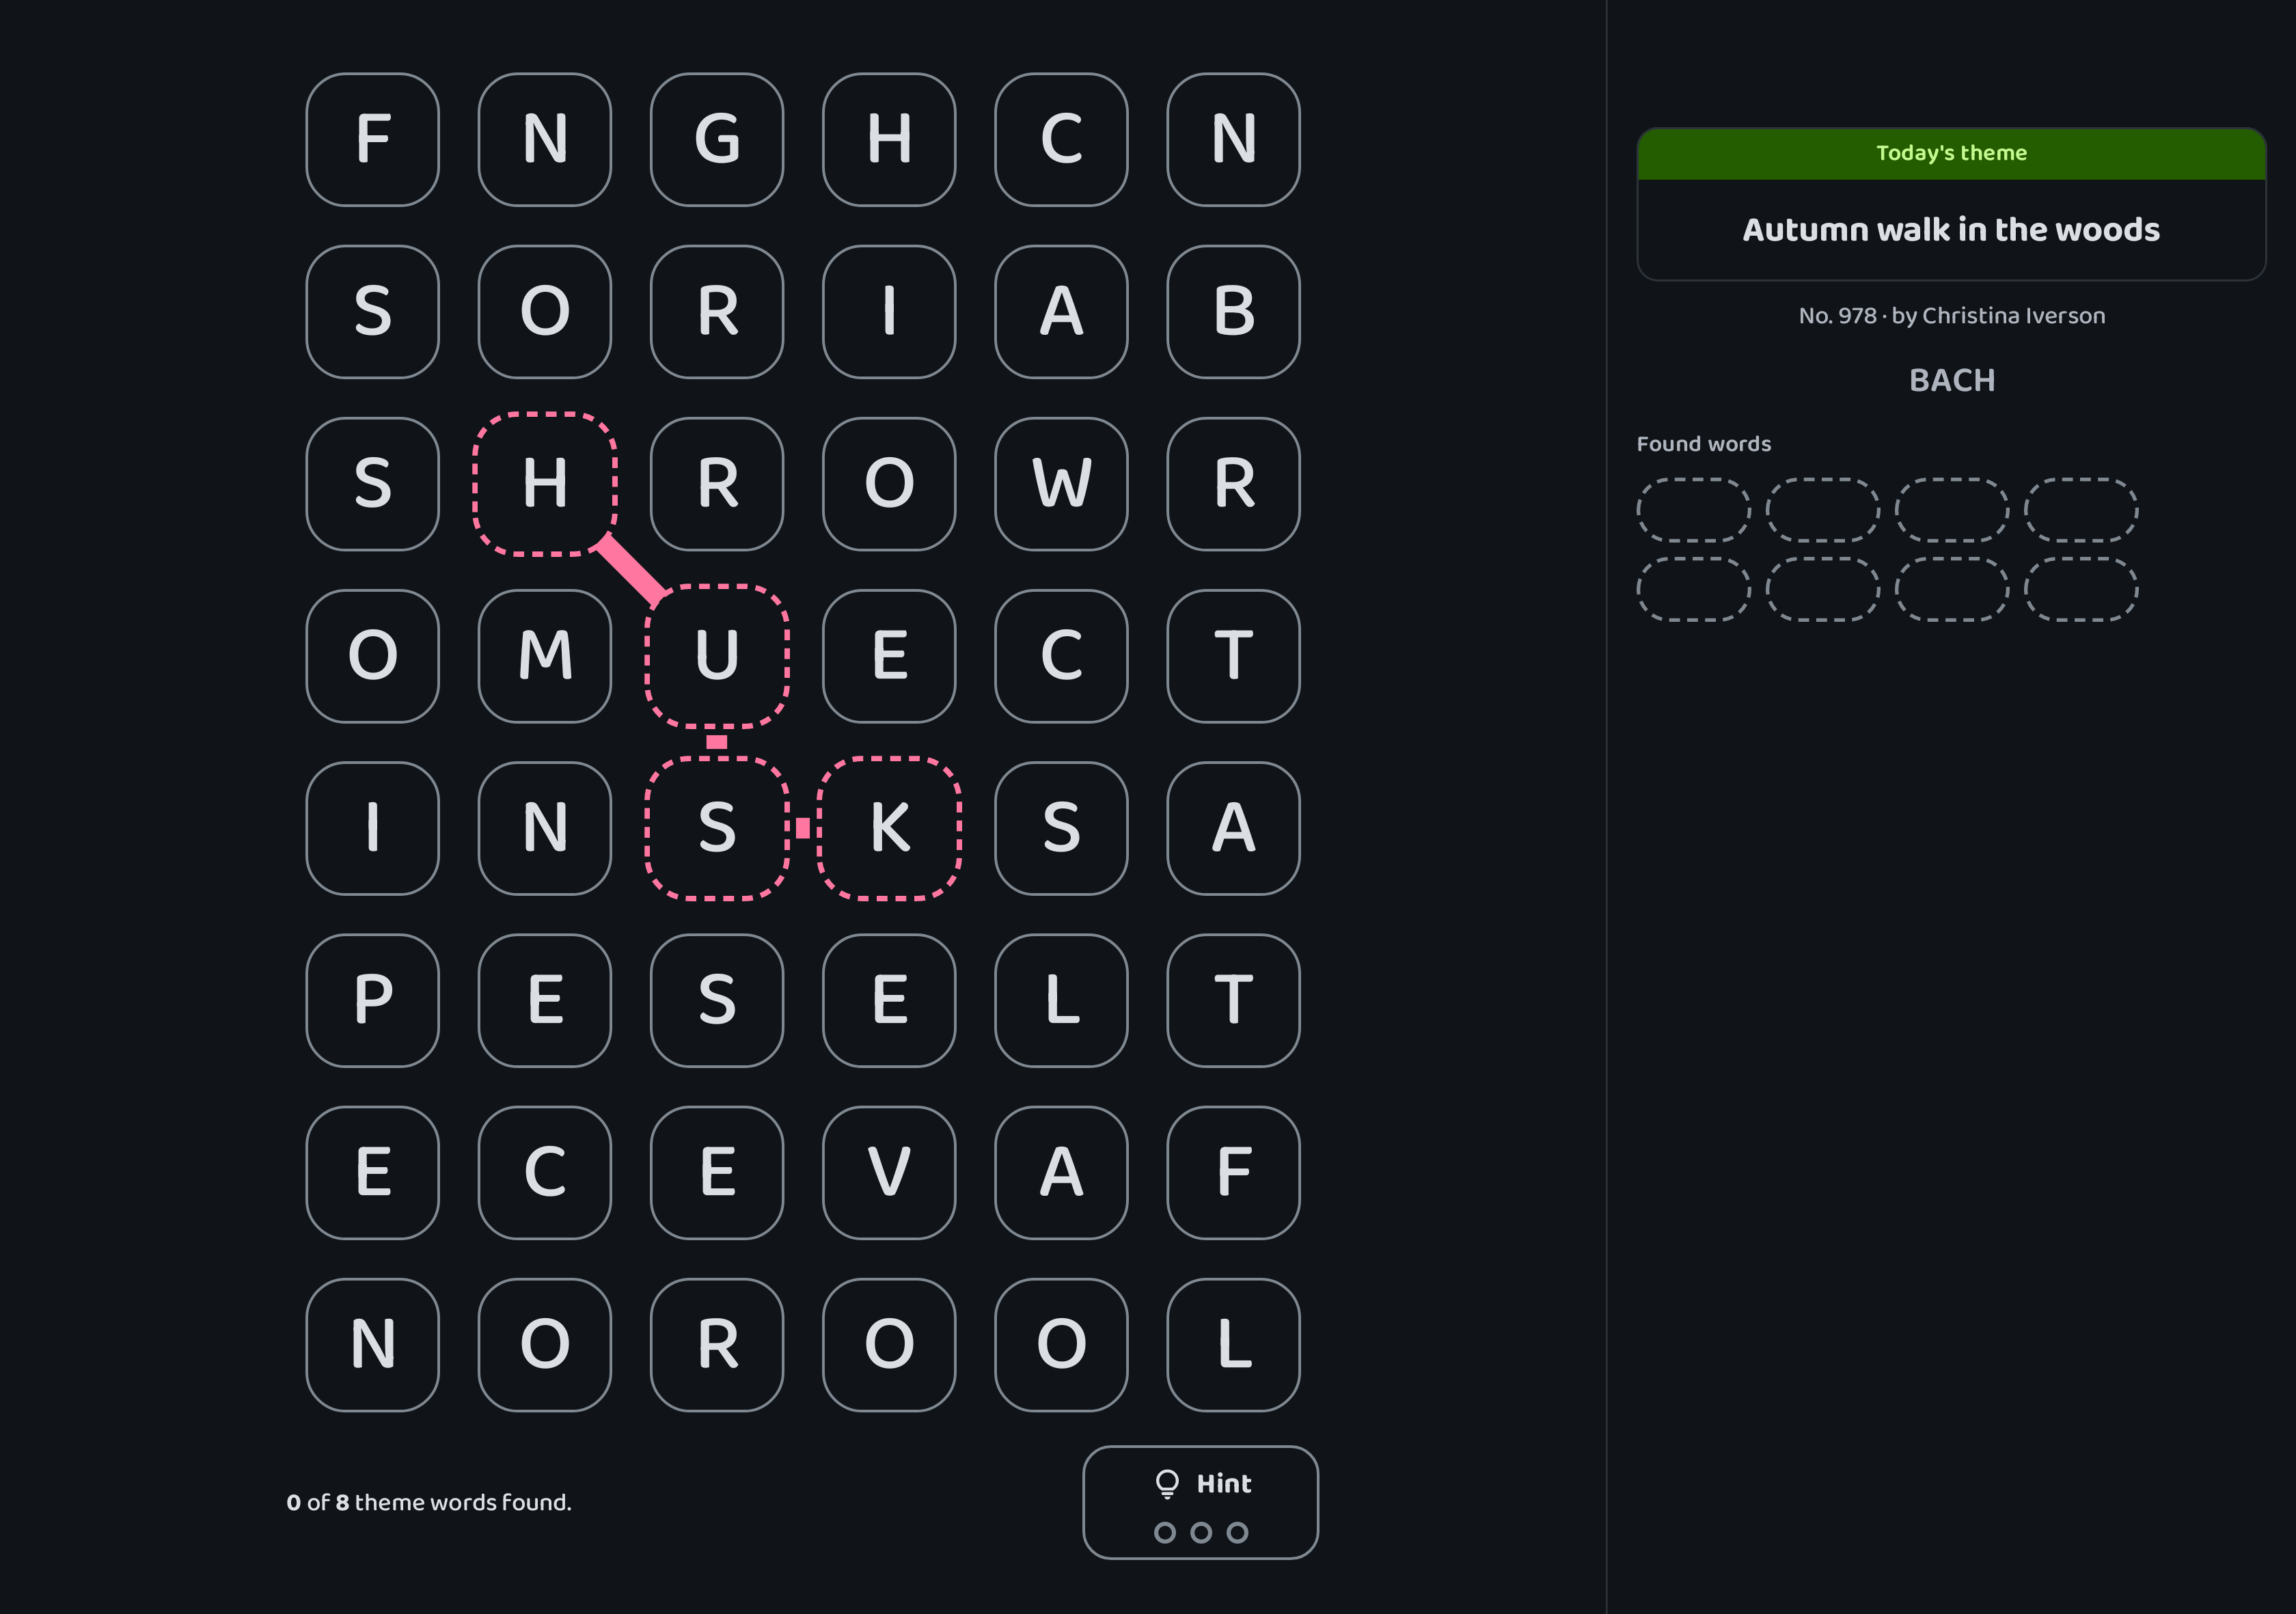 F N G H C N
S O R I A B
S H R O W R
O M U E C T
I N S K S A
P E S E L T
E C E V A F
N O R O O L
0 of 8 theme words found.
Hint
Today's theme
Autumn walk in the woods
No. 978 · by Christina Iverson
BACH
Found words